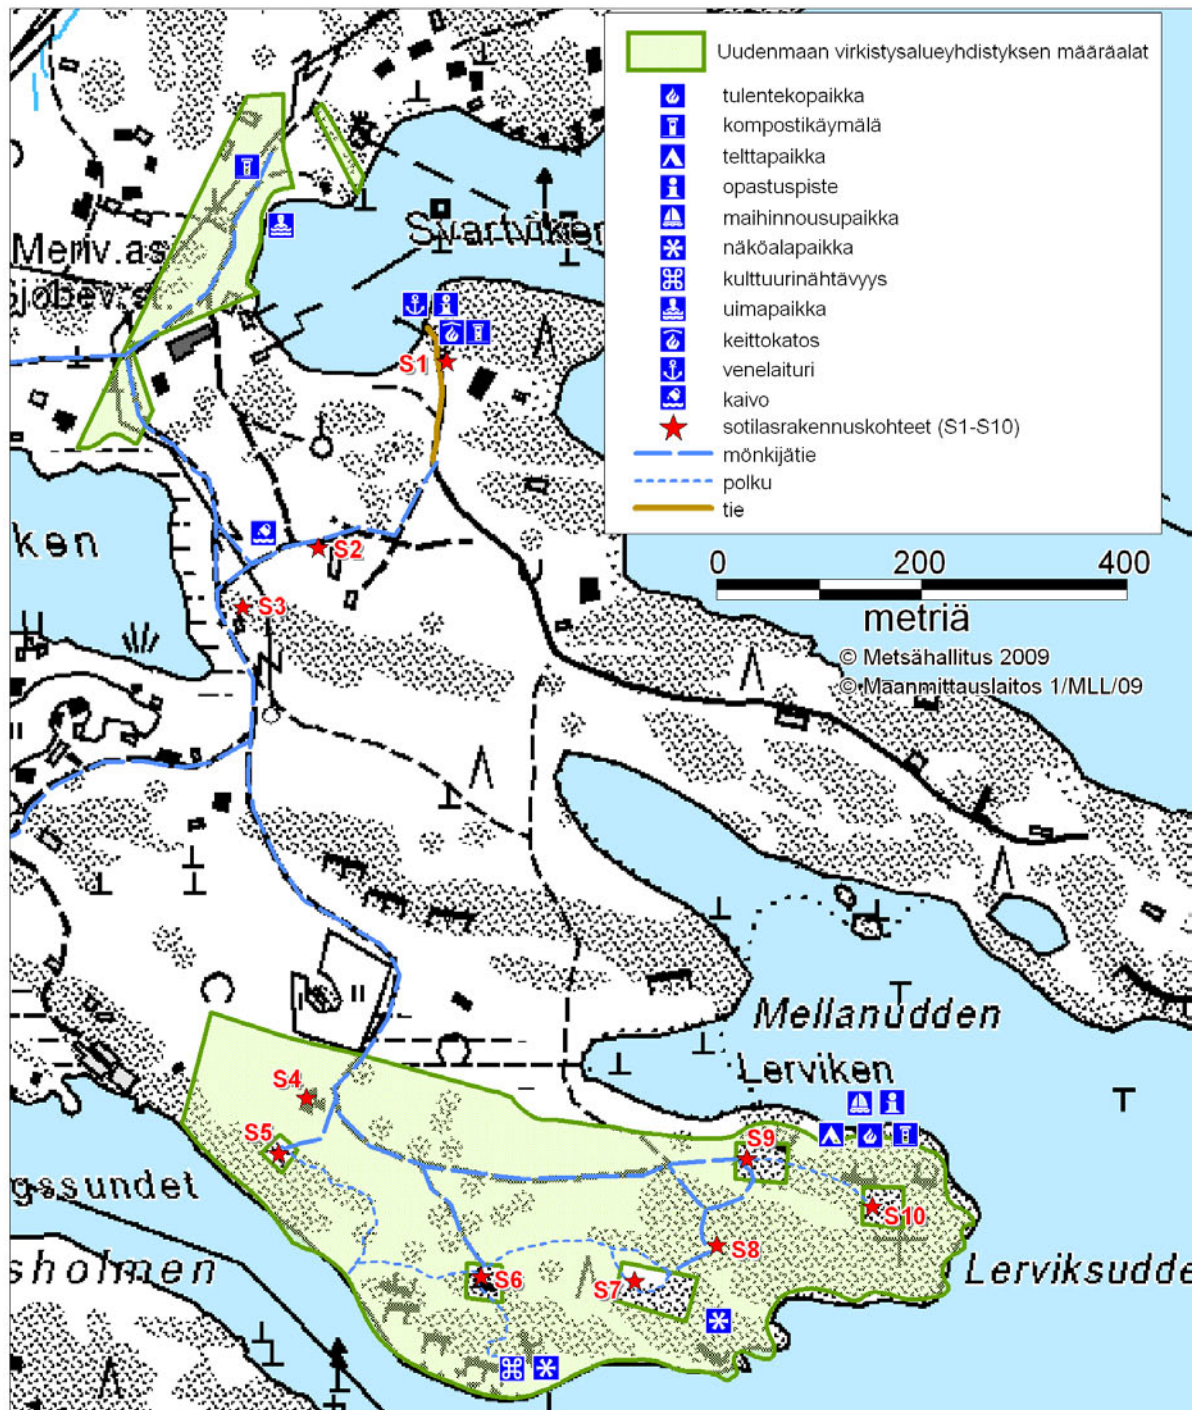 Uudenmaan virkistysalueyhdistyksen määräalat
tulentekopaikka
kompostikäymälä
telttapaikka
opastuspiste
maihinnousupaikka
näköalapaikka
kulttuurinähtävyys
uimapaikka
keittokatos
venelaituri
kaivo
sotilasrakennuskohteet (S1-S10)
mönkijätie
polku
tie
0 200 400
metriä
© Metsähallitus 2009
© Maanmittauslaitos 1/MLL/09
Svartviken
Meriv.as
Sjöbev.st.
S1
ken
S2
S3
Mellanudden
Lerviken
S4
S5
S9
gssundet
S10
S8
sholmen
S6
S7
Lerviksudde